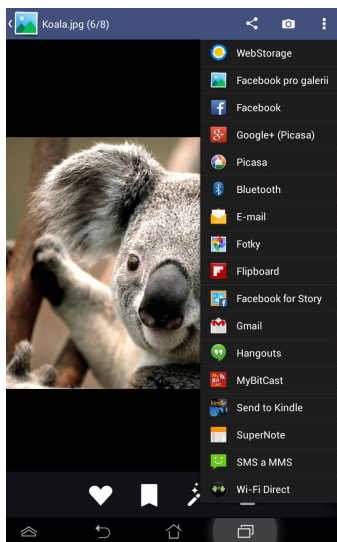 Koala.jpg (6/8)
WebStorage
Facebook pro galerii
Facebook
Google+ (Picasa)
Picasa
Bluetooth
E-mail
Fotky
Flipboard
Facebook for Story
Gmail
Hangouts
MyBitCast
Send to Kindle
SuperNote
SMS a MMS
Wi-Fi Direct